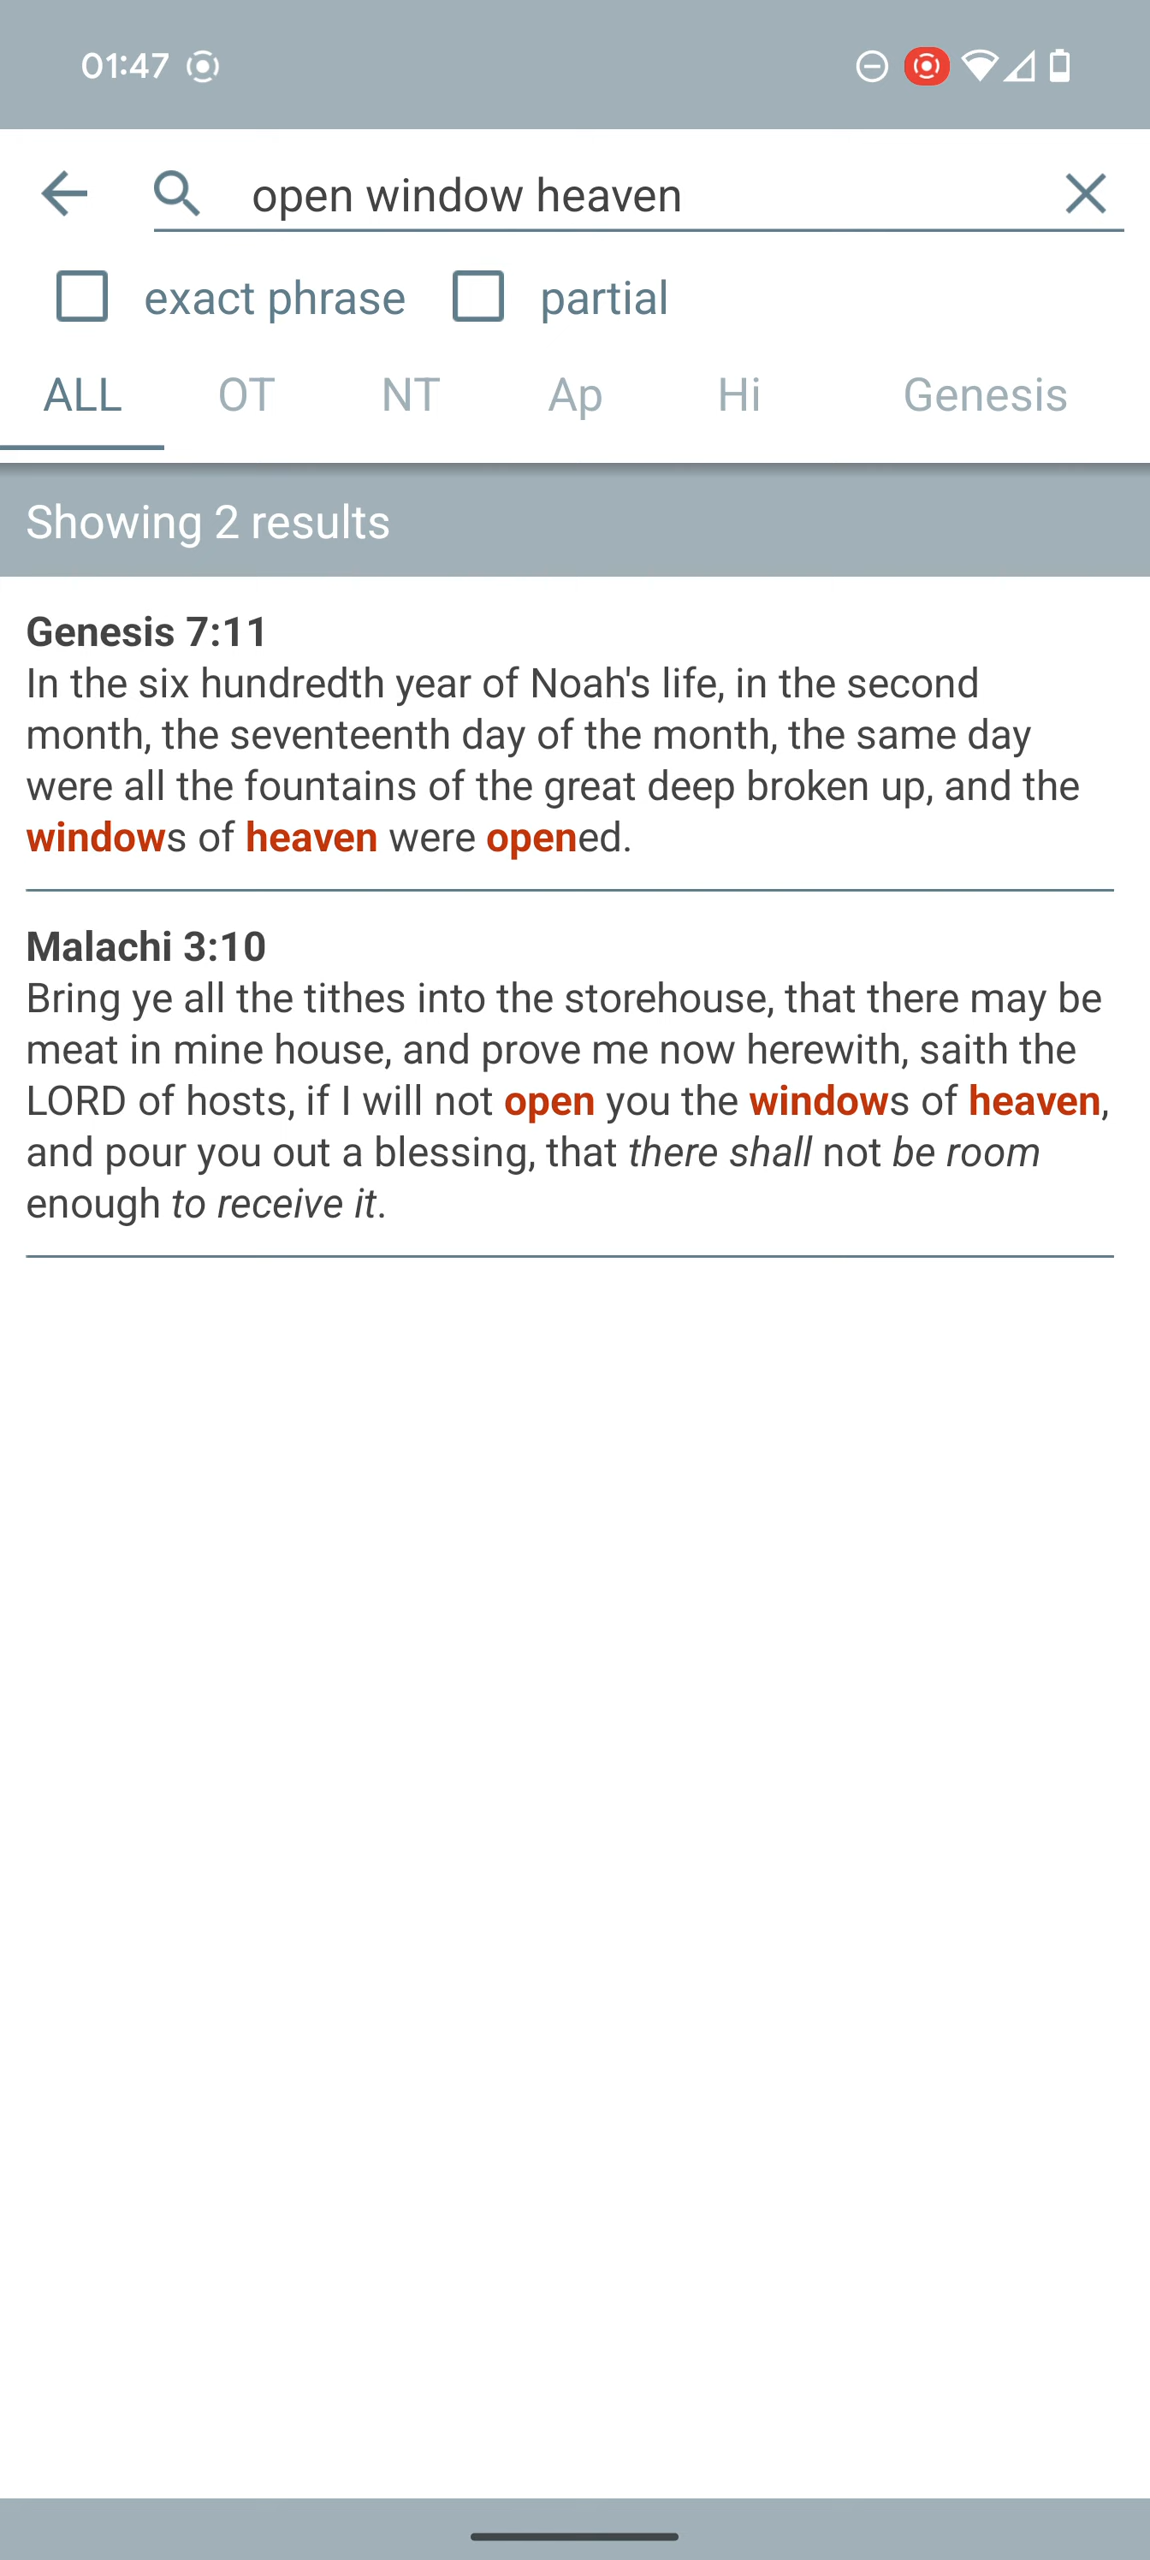 01:47
open window heaven
exact phrase partial
ALL OT NT Ap Hi Genesis
Showing 2 results
Genesis 7:11
In the six hundredth year of Noah's life, in the second
month, the seventeenth day of the month, the same day
were all the fountains of the great deep broken up, and the
windows of heaven were opened.
Malachi 3:10
Bring ye all the tithes into the storehouse, that there may be
meat in mine house, and prove me now herewith, saith the
LORD of hosts, if I will not open you the windows of heaven,
and pour you out a blessing, that there shall not be room
enough to receive it.